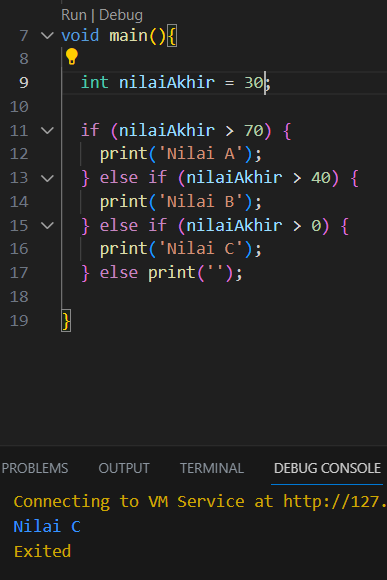 Run | Debug
7 void main(){
8
9 int nilaiAkhir = 30;
10
11 if (nilaiAkhir > 70) {
12 print('Nilai A');
13 } else if (nilaiAkhir > 40) {
14 print('Nilai B');
15 } else if (nilaiAkhir > 0) {
16 print('Nilai C');
17 } else print('');
18
19 }
PROBLEMS OUTPUT TERMINAL DEBUG CONSOLE
Connecting to VM Service at http://127.
Nilai C
Exited